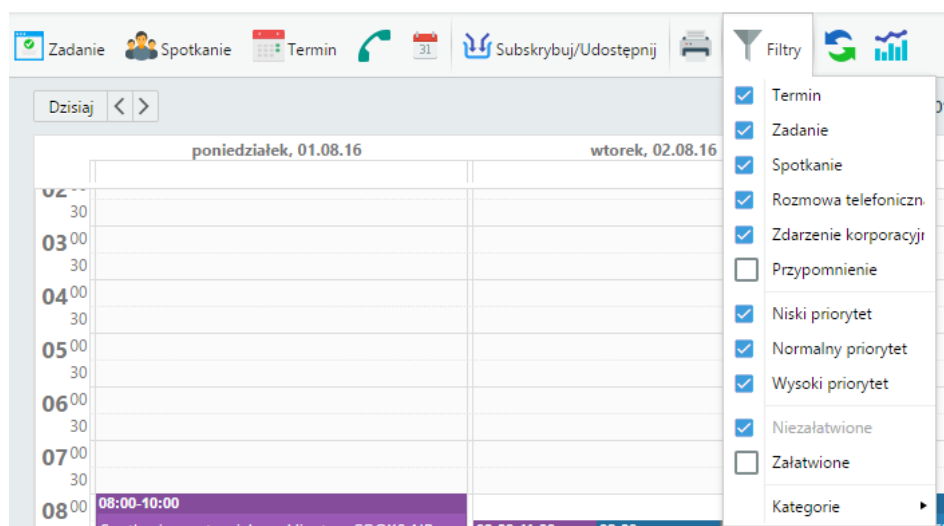 Zadanie Spotkanie Termin 31 Subskrybuj/Udostępnij Filtry
Dzisiaj
poniedziałek, 01.08.16 wtorek, 02.08.16
30
03 00
30
04 00
30
05 00
30
06 00
30
07 00
30
08 00 08:00-10:00
Termin
Zadanie
Spotkanie
Rozmowa telefoniczn
Zdarzenie korporacyj
Przypomnienie
Niski priorytet
Normalny priorytet
Wysoki priorytet
Niezałatwione
Załatwione
Kategorie